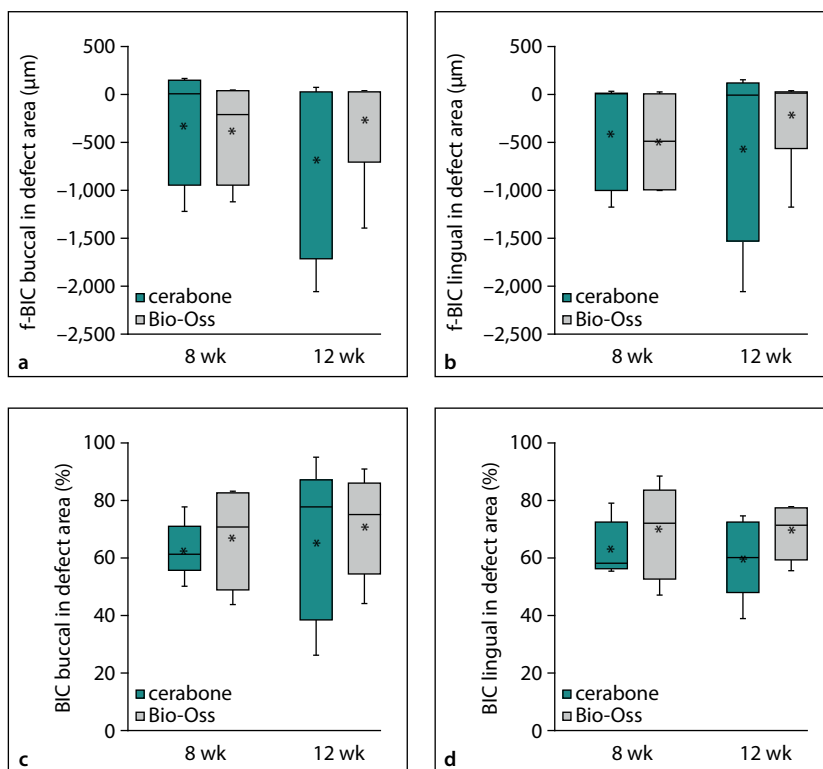 f-BIC buccal in defect area (µm)
500
0
–500
–1,000
–1,500
–2,000
–2,500
*
*
*
*
cerabone
Bio-Oss
8 wk
12 wk
a
f-BIC lingual in defect area (µm)
500
0
–500
–1,000
–1,500
–2,000
–2,500
*
*
*
*
cerabone
Bio-Oss
8 wk
12 wk
b
BIC buccal in defect area (%)
100
80
60
40
20
0
*
*
*
*
cerabone
Bio-Oss
8 wk
12 wk
c
BIC lingual in defect area (%)
100
80
60
40
20
0
*
*
*
*
cerabone
Bio-Oss
8 wk
12 wk
d